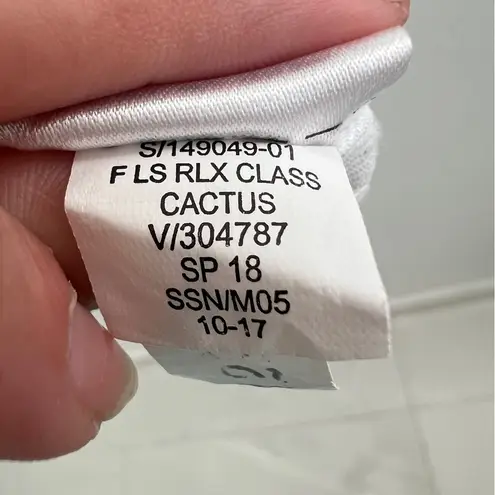 S/149049-01
F LS RLX CLASS
CACTUS
V/304787
SP 18
SSN/M05
10-17